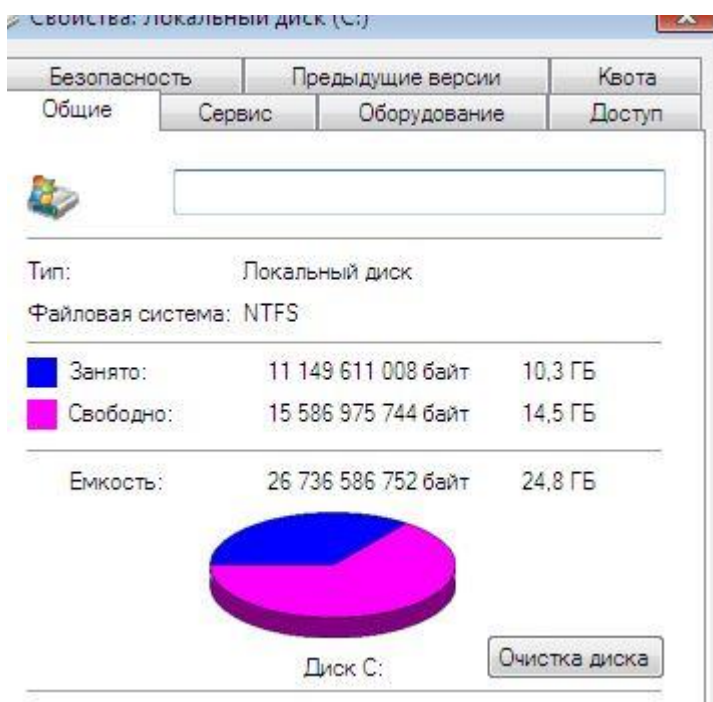 Свойства: Локальный диск (C:)
Безопасность Предыдущие версии Квота
Общие Сервис Оборудование Доступ
Тип: Локальный диск
Файловая система: NTFS
Занято: 11 149 611 008 байт 10,3 ГБ
Свободно: 15 586 975 744 байт 14,5 ГБ
Емкость: 26 736 586 752 байт 24,8 ГБ
Диск C: Очистка диска